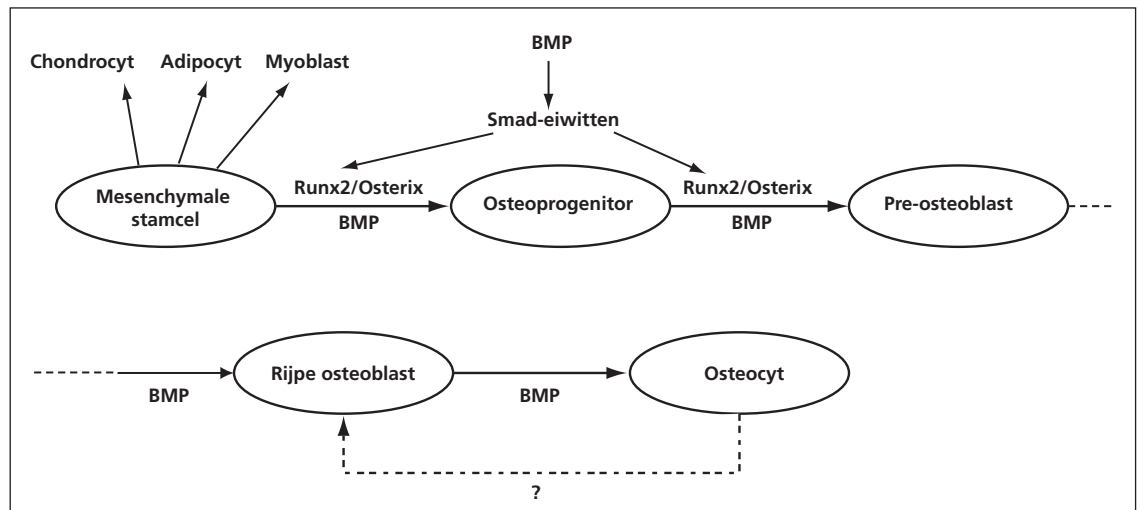 BMP
Chondrocyt Adipocyt Myoblast
Smad-eiwitten
Mesenchymale
stamcel
Runx2/Osterix
BMP
Osteoprogenitor
Runx2/Osterix
BMP
Pre-osteoblast
BMP
Rijpe osteoblast
BMP
Osteocyt
?